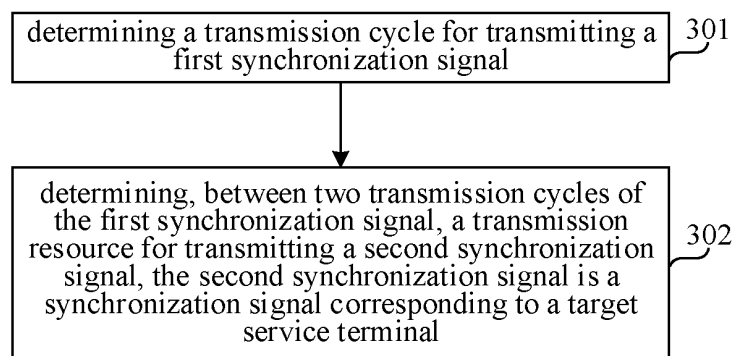 determining a transmission cycle for transmitting a
first synchronization signal
301
determining, between two transmission cycles of
the first synchronization signal, a transmission
resource for transmitting a second synchronization
signal, the second synchronization signal is a
synchronization signal corresponding to a target
service terminal
302